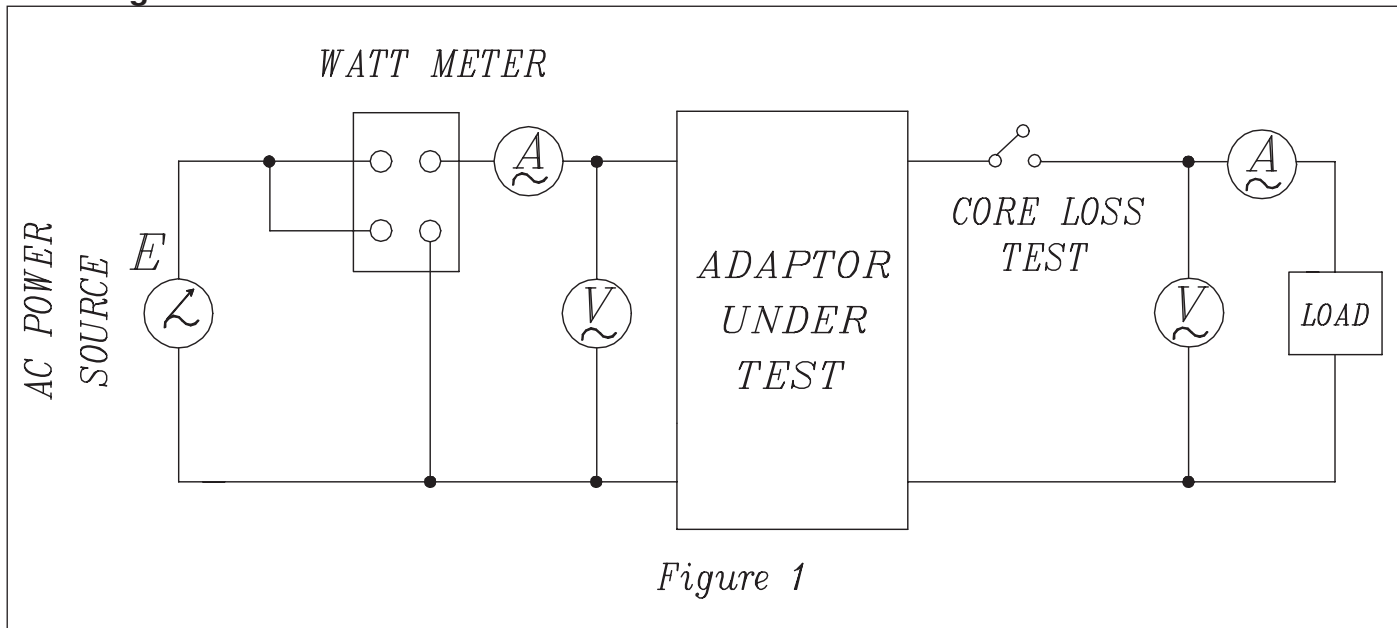 WATT METER
A
A
E
AC POWER
SOURCE
V
ADAPTOR
UNDER
TEST
CORE LOSS
TEST
V
LOAD
Figure 1